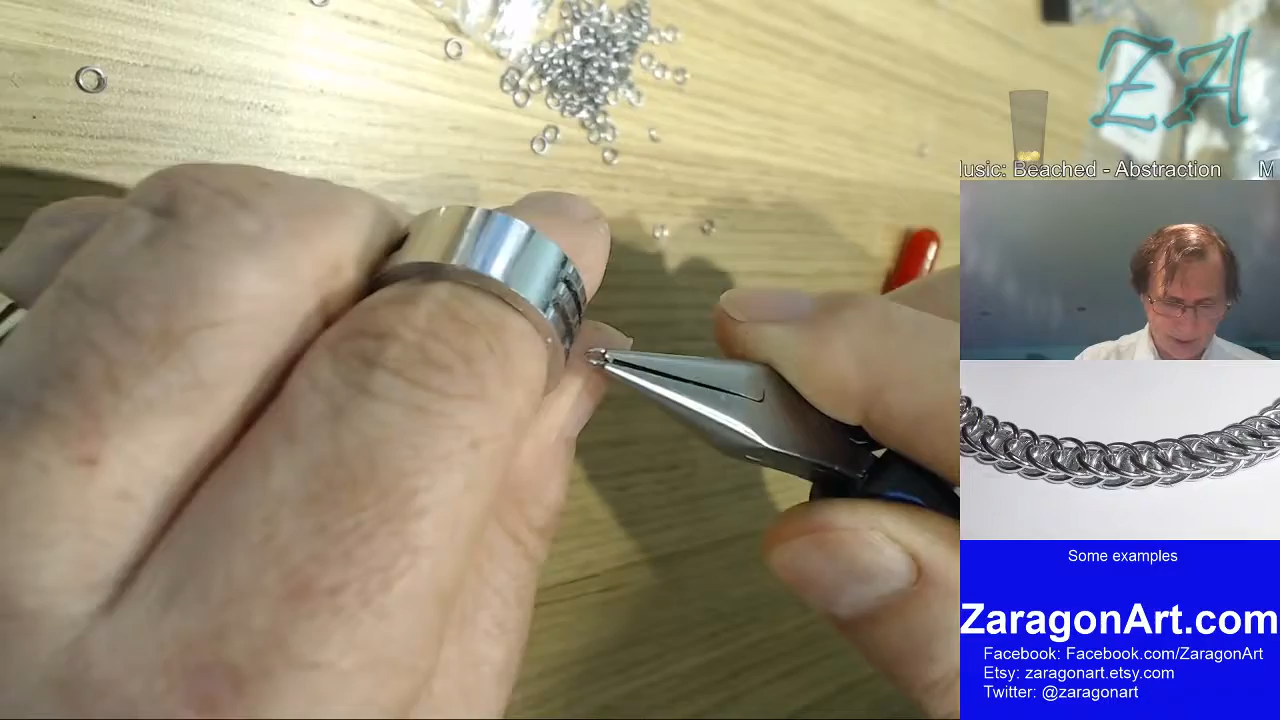 ZA
usic: Beached - Abstraction M
Some examples
ZaragonArt.com
Facebook: Facebook.com/ZaragonArt
Etsy: zaragonart.etsy.com
Twitter: @zaragonart